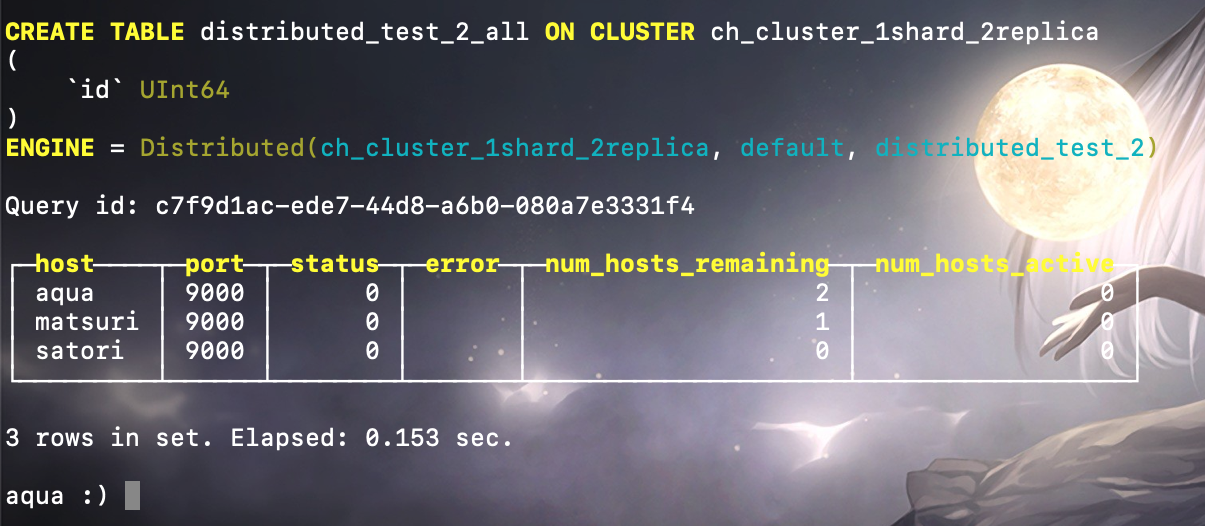 CREATE TABLE distributed_test_2_all ON CLUSTER ch_cluster_1shard_2replica
(
    `id` UInt64
)
ENGINE = Distributed(ch_cluster_1shard_2replica, default, distributed_test_2)
Query id: c7f9d1ac-ede7-44d8-a6b0-080a7e3331f4
host port status error num_hosts_remaining num_hosts_active
aqua 9000 0 2 0
matsuri 9000 0 1 0
satori 9000 0 0 0
3 rows in set. Elapsed: 0.153 sec.
aqua :)